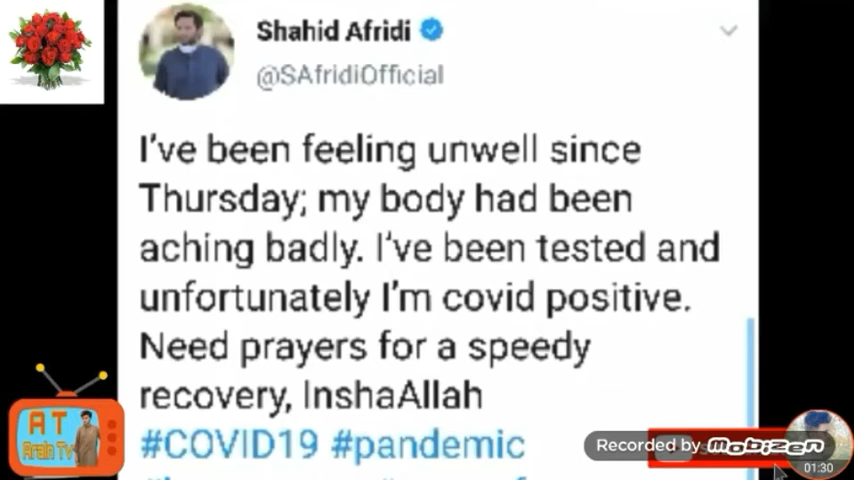 Shahid Afridi
@SAfridiOfficial
I've been feeling unwell since
Thursday; my body had been
aching badly. I've been tested and
unfortunately I'm covid positive.
Need prayers for a speedy
recovery, InshaAllah
#COVID19 #pandemic
AT
Arain Tv
Recorded by MOBIZEN
01:30